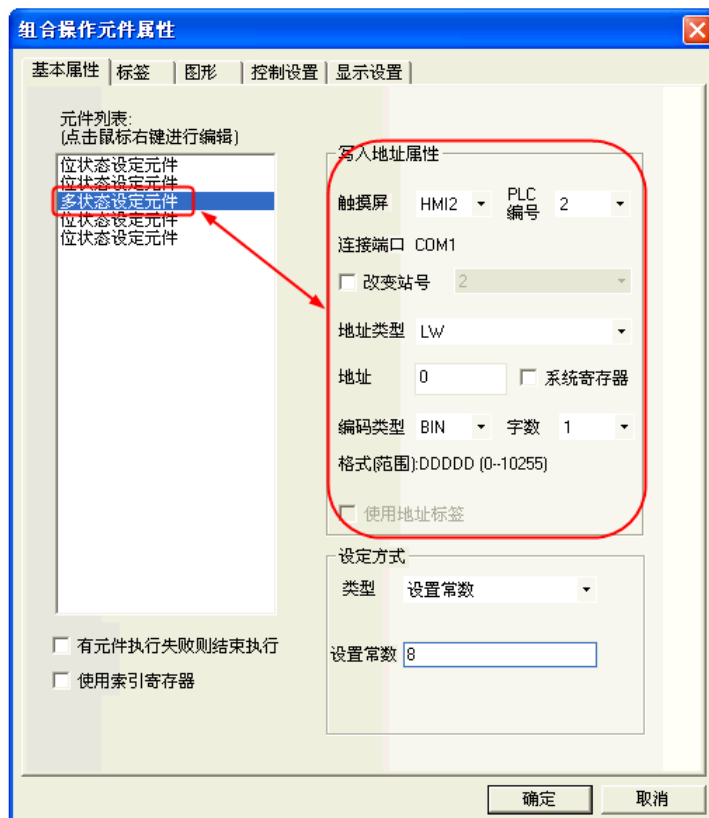 组合操作元件属性
基本属性 标签 图形 控制设置 显示设置
元件列表:
(点击鼠标右键进行编辑)
位状态设定元件
位状态设定元件
多状态设定元件
位状态设定元件
位状态设定元件
有元件执行失败则结束执行
使用索引寄存器
写入地址属性
触摸屏 HMI2 PLC编号 2
连接端口 COM1
改变站号 2
地址类型 LW
地址 0 系统寄存器
编码类型 BIN 字数 1
格式(范围):DDDDD (0--10255)
使用地址标签
设定方式
类型 设置常数
设置常数 8
确定 取消